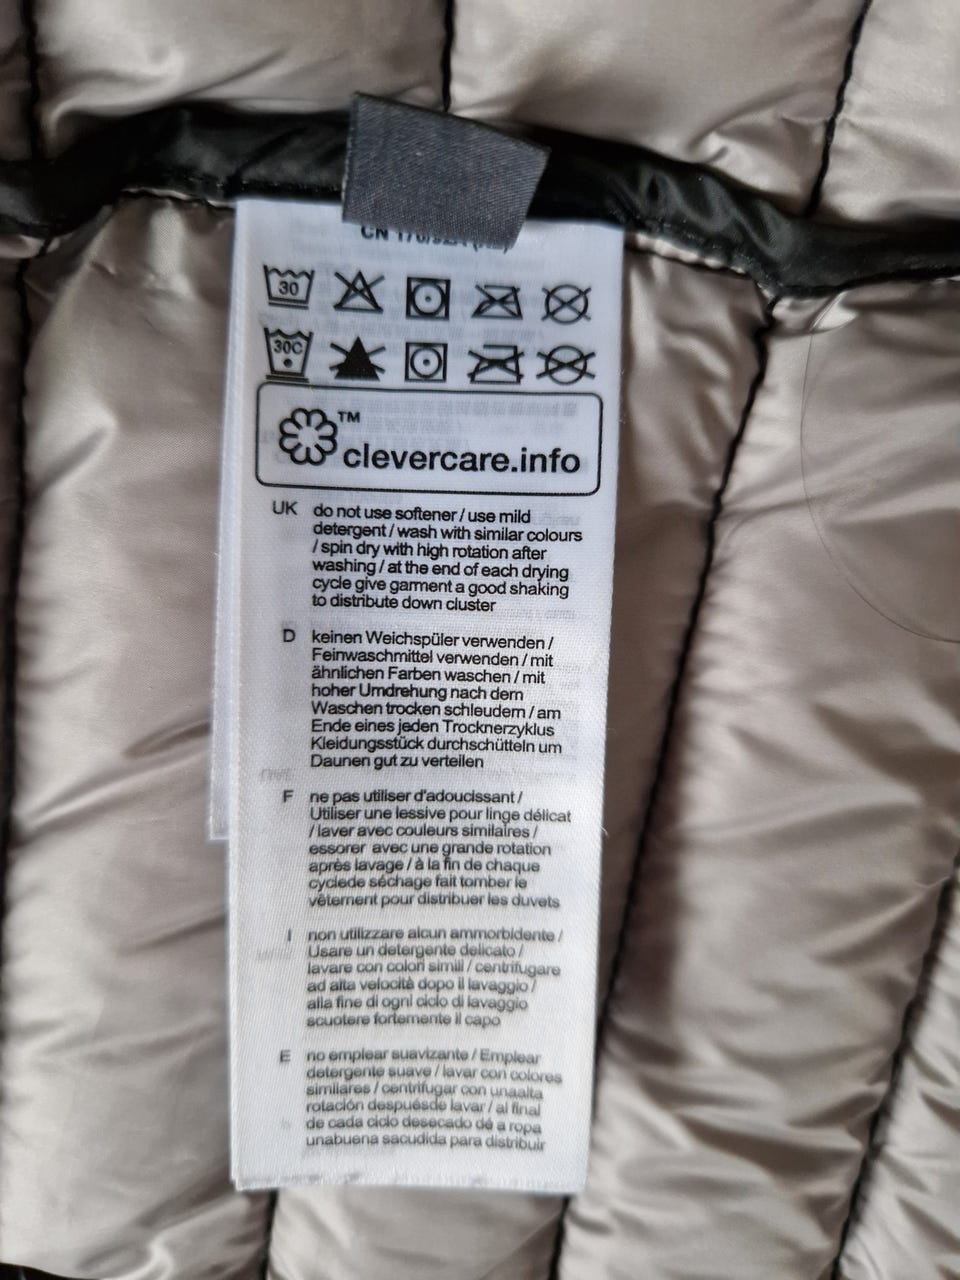 30
30C
TM
clevercare.info
UK do not use softener / use mild
detergent / wash with similar colours
/ spin dry with high rotation after
washing / at the end of each drying
cycle give garment a good shaking
to distribute down cluster
D keinen Weichspüler verwenden /
Feinwaschmittel verwenden / mit
ähnlichen Farben waschen / mit
hoher Umdrehung nach dem
Waschen trocken schleudern / am
Ende eines jeden Trocknerzyklus
Kleidungsstück durchschütteln um
Daunen gut zu verteilen
F ne pas utiliser d'adoucissant /
Utiliser une lessive pour linge délicat
/ laver avec couleurs similaires /
essorer avec une grande rotation
après lavage / à la fin de chaque
cyclede séchage fait tomber le
vêtement pour distribuer les duvets
I non utilizzare alcun ammorbidente /
Usare un detergente delicato /
lavare con colori simili / centrifugare
ad alta velocità dopo il lavaggio /
alla fine di ogni ciclo di lavaggio
scuotere fortemente il capo
E no emplear suavizante / Emplear
detergente suave / lavar con colores
similares / centrifugar con unaalta
rotación despuésde lavar / al final
de cada ciclo desecado dé a ropa
unabuena sacudida para distribuir